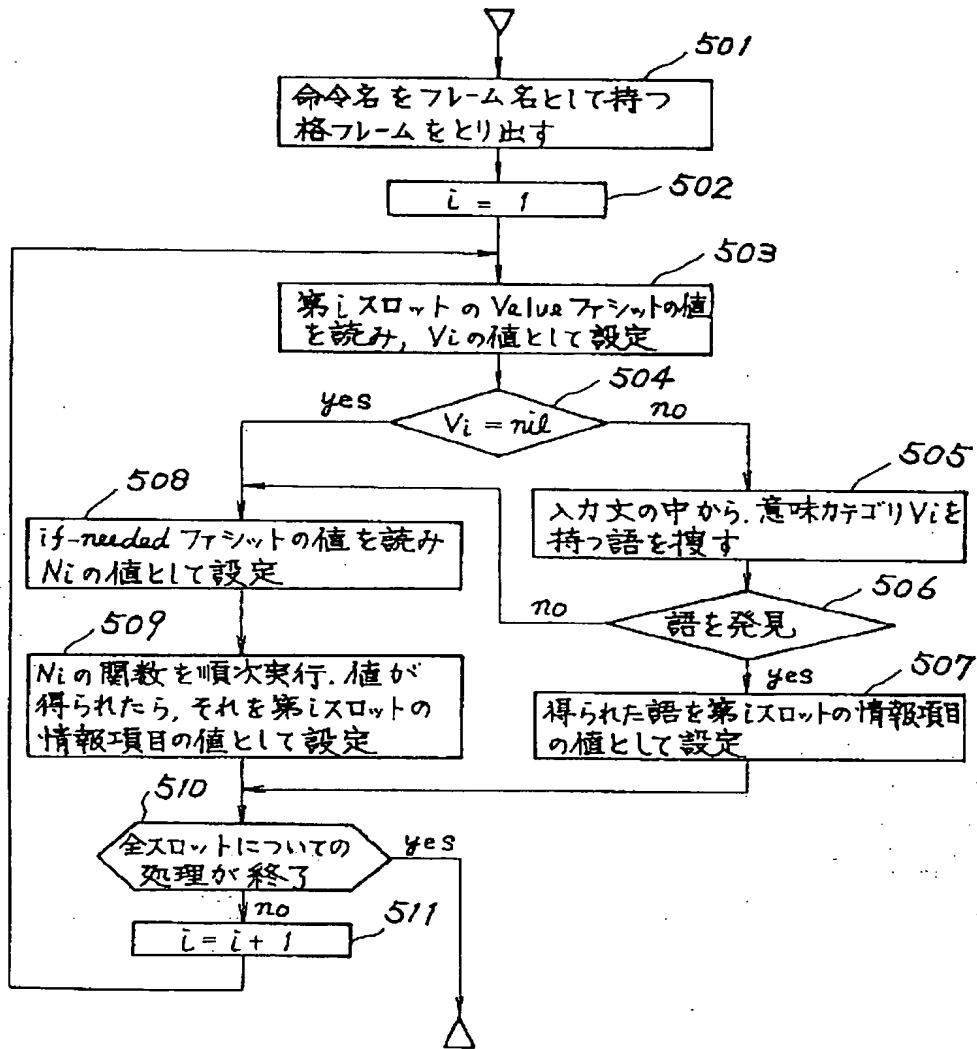 501
命令名をフレーム名として持つ
格フレームをとり出す
502
i = 1
503
第iスロットのValueファシットの値
を読み, Viの値として設定
504
yes
Vi = nil
no
505
入力文の中から, 意味カテゴリViを
持つ語を捜す
508
if-neededファシットの値を読み
Niの値として設定
506
no
語を発見
yes
507
得られた語を第iスロットの情報項目
の値として設定
509
Niの関数を順次実行. 値が
得られたら, それを第iスロットの
情報項目の値として設定
510
全スロットについての
処理が終了
yes
no
511
i = i + 1